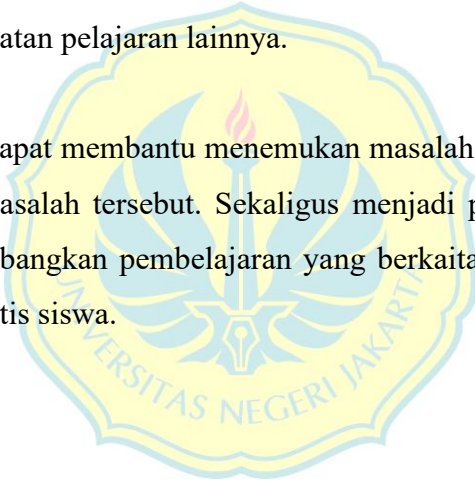 atan pelajaran lainnya.
apat membantu menemukan masalah
asalah tersebut. Sekaligus menjadi p
bangkan pembelajaran yang berkaita
tis siswa.
UNIVERSITAS NEGERI JAKARTA